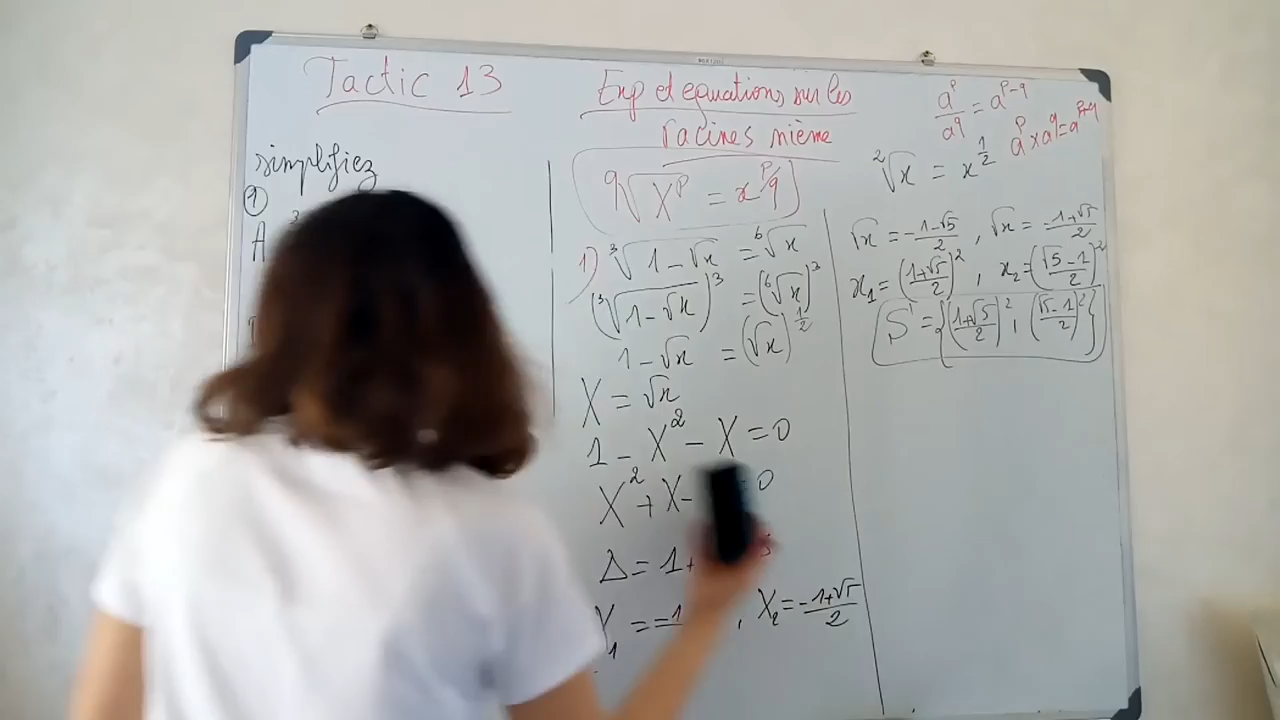 Tactic 13
simplifiez
1
A
3
Exp et equations sur les
racines nième
q√X^p = x^p/q
1) ³√1-√x = ⁶√x
(³√1-√x)³ = (⁶√x)³
1-√x = (√x)^1/2
X = √x
1 - X² - X = 0
X² + X - = 0
Δ = 1+
X₁ = -1 , X₂ = -1+√5/2
a^p/a^q = a^p-q
a^p × a^q = a^p+q
²√x = x^1/2
√x = -1-√5/2 , √x = -1+√5/2
x₁ = (1+√5/2)² , x₂ = (√5-1/2)²
S = {(1+√5/2)², (√5-1/2)²}